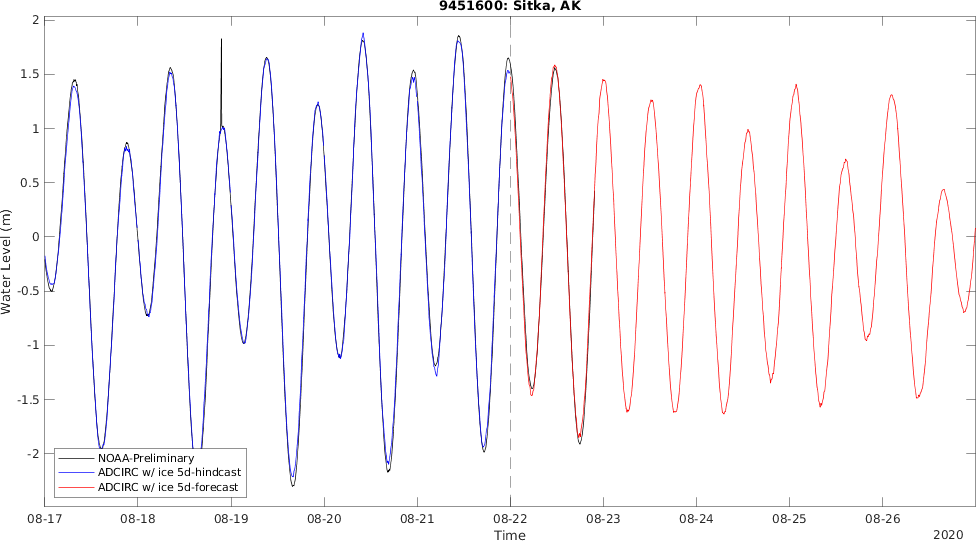 9451600: Sitka, AK
2
1.5
1
0.5
0
-0.5
-1
-1.5
-2
Water Level (m)
NOAA-Preliminary
ADCIRC w/ ice 5d-hindcast
ADCIRC w/ ice 5d-forecast
08-17 08-18 08-19 08-20 08-21 08-22 08-23 08-24 08-25 08-26
Time
2020